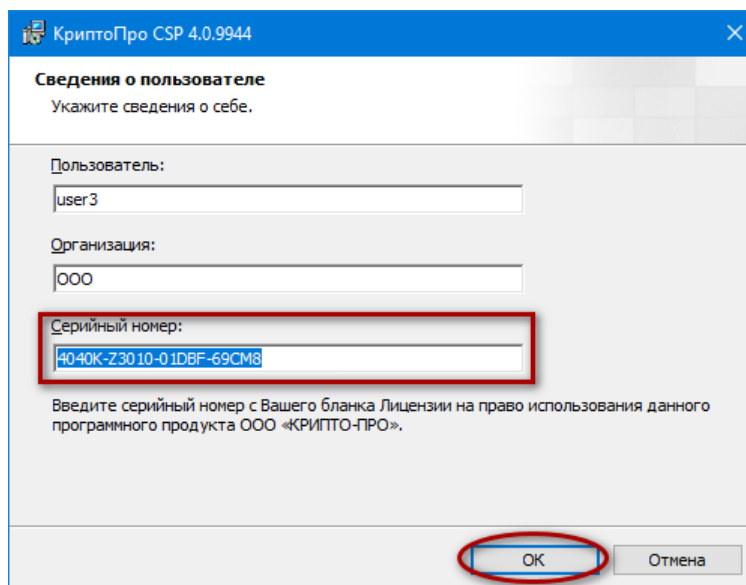 КриптоПро CSP 4.0.9944
Сведения о пользователе
Укажите сведения о себе.
Пользователь:
user3
Организация:
ООО
Серийный номер:
4040K-Z3010-01DBF-69CM8
Введите серийный номер с Вашего бланка Лицензии на право использования данного
программного продукта ООО «КРИПТО-ПРО».
ОК
Отмена